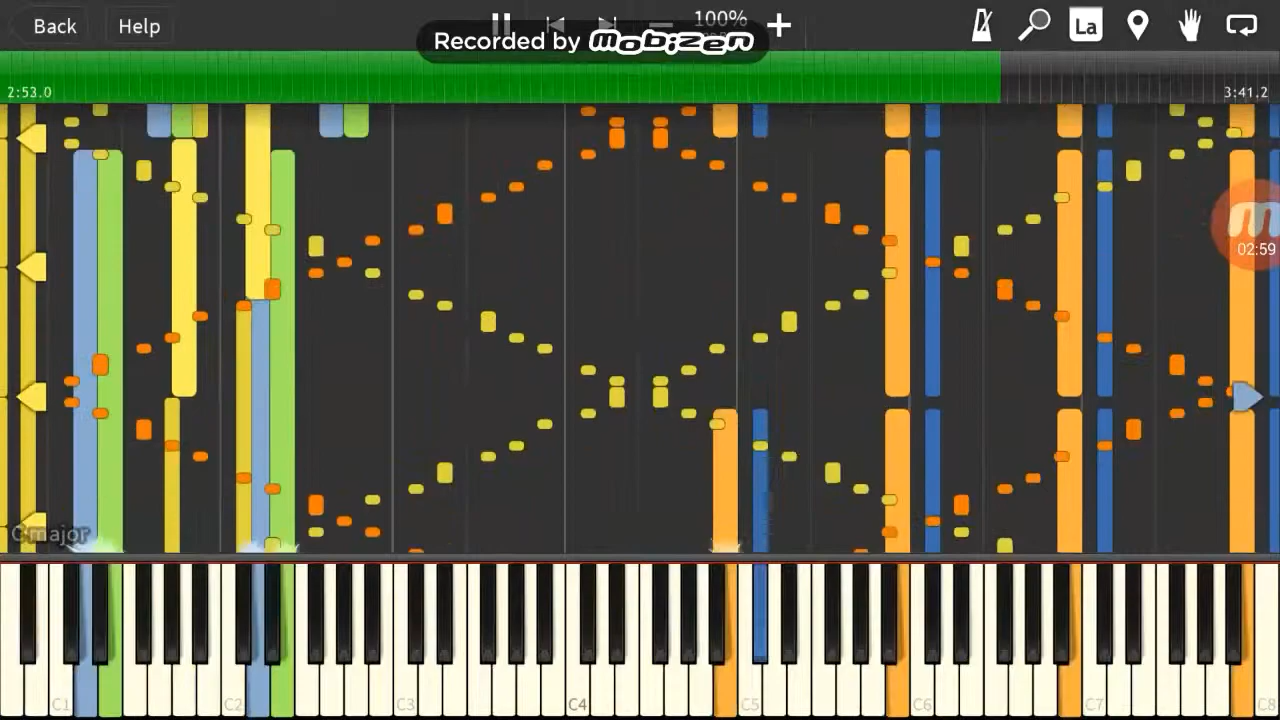 Back
Help
100%
Recorded by mobizen
La
2:53.0
3:41.2
02:59
C major
C1
C2
C3
C4
C5
C6
C7
C8